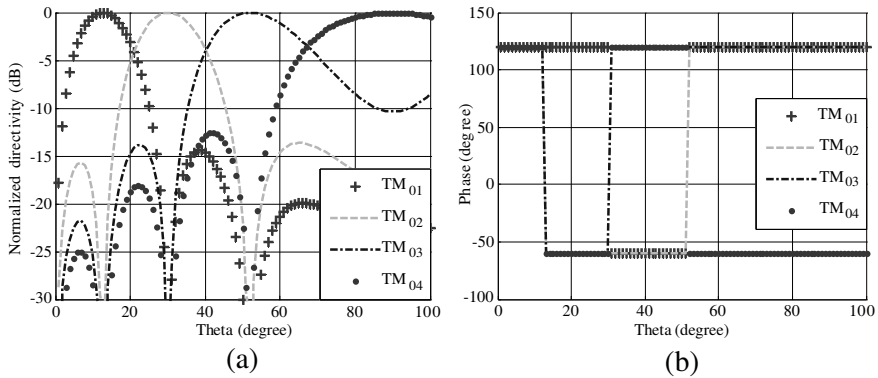 0
-5
-10
-15
-20
-25
-30
Normalized directivity (dB)
0 20 40 60 80 100
Theta (degree)
TM01
TM02
TM03
TM04
(a)
150
100
50
0
-50
-100
Phase (degree)
0 20 40 60 80 100
Theta (degree)
TM01
TM02
TM03
TM04
(b)